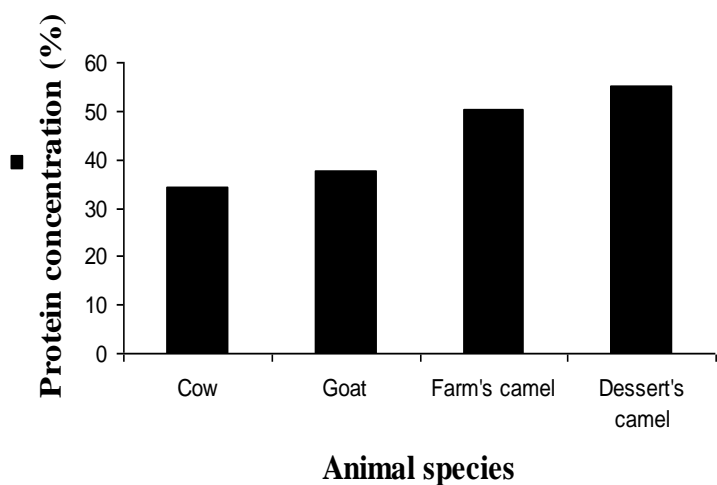 Protein concentration (%)
60
50
40
30
20
10
0
Cow
Goat
Farm's camel
Dessert's
camel
Animal species